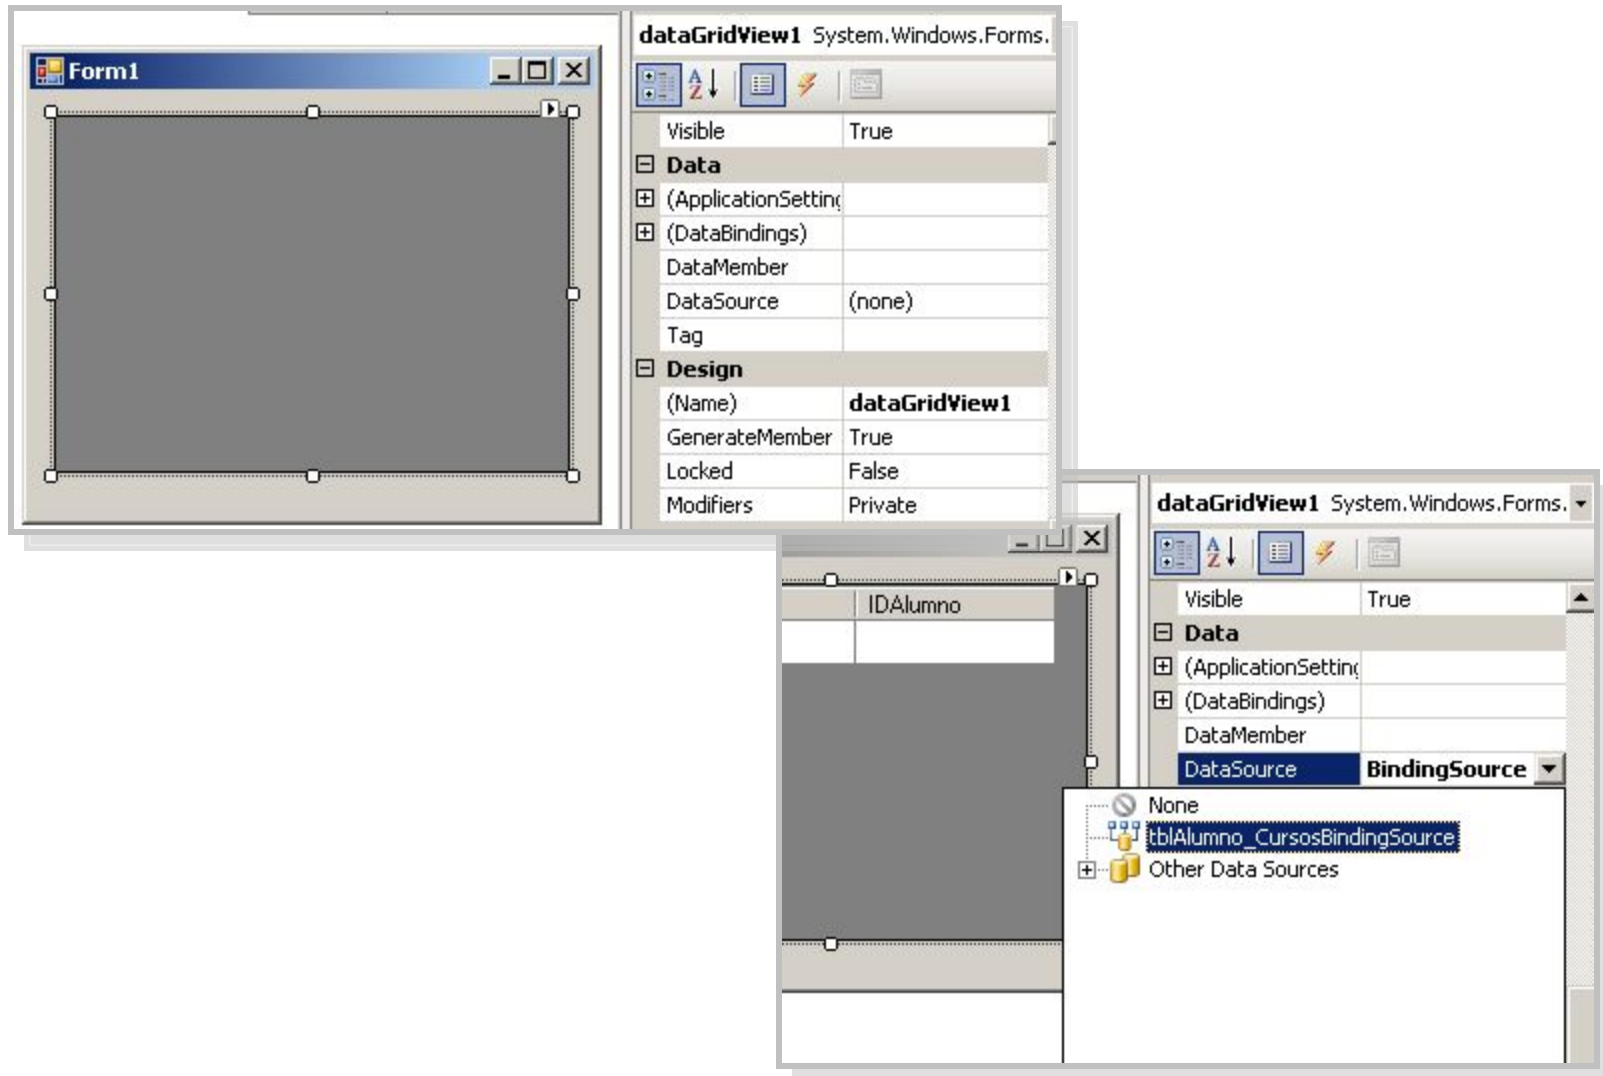 Form1
dataGridView1 System.Windows.Forms.
Visible True
Data
(ApplicationSetting
(DataBindings)
DataMember
DataSource (none)
Tag
Design
(Name) dataGridView1
GenerateMember True
Locked False
Modifiers Private
dataGridView1 System.Windows.Forms.
IDAlumno
Visible True
Data
(ApplicationSetting
(DataBindings)
DataMember
DataSource BindingSource
None
tblAlumno_CursosBindingSource
Other Data Sources